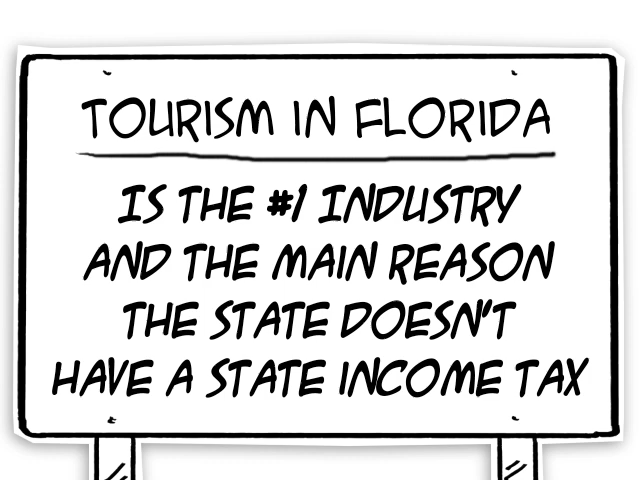 TOURISM IN FLORIDA
IS THE #1 INDUSTRY
AND THE MAIN REASON
THE STATE DOESN'T
HAVE A STATE INCOME TAX